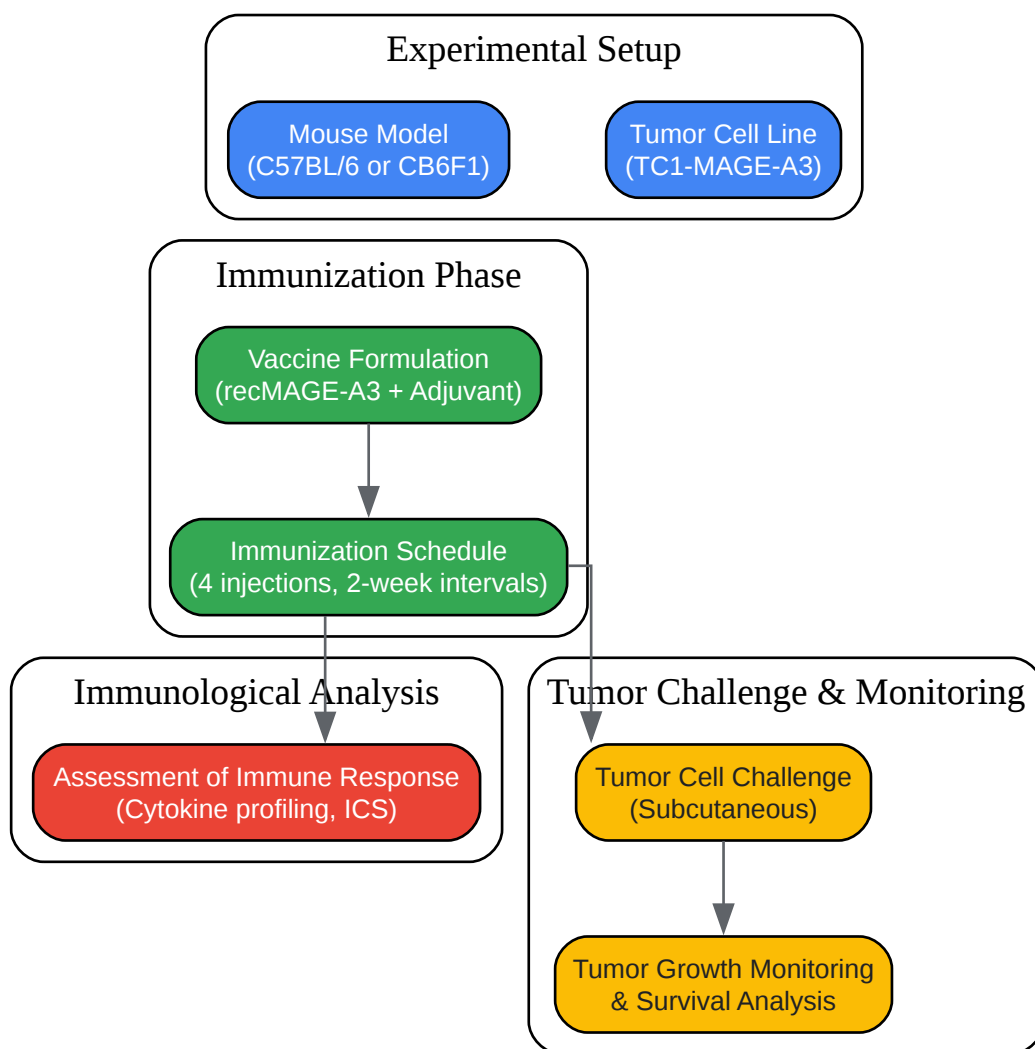 Experimental Setup
Mouse Model
(C57BL/6 or CB6F1)
Tumor Cell Line
(TC1-MAGE-A3)
Immunization Phase
Vaccine Formulation
(recMAGE-A3 + Adjuvant)
Immunization Schedule
(4 injections, 2-week intervals)
Immunological Analysis
Assessment of Immune Response
(Cytokine profiling, ICS)
Tumor Challenge & Monitoring
Tumor Cell Challenge
(Subcutaneous)
Tumor Growth Monitoring
& Survival Analysis